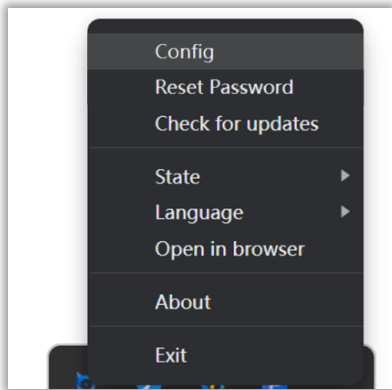 Config
Reset Password
Check for updates
State
Language
Open in browser
About
Exit